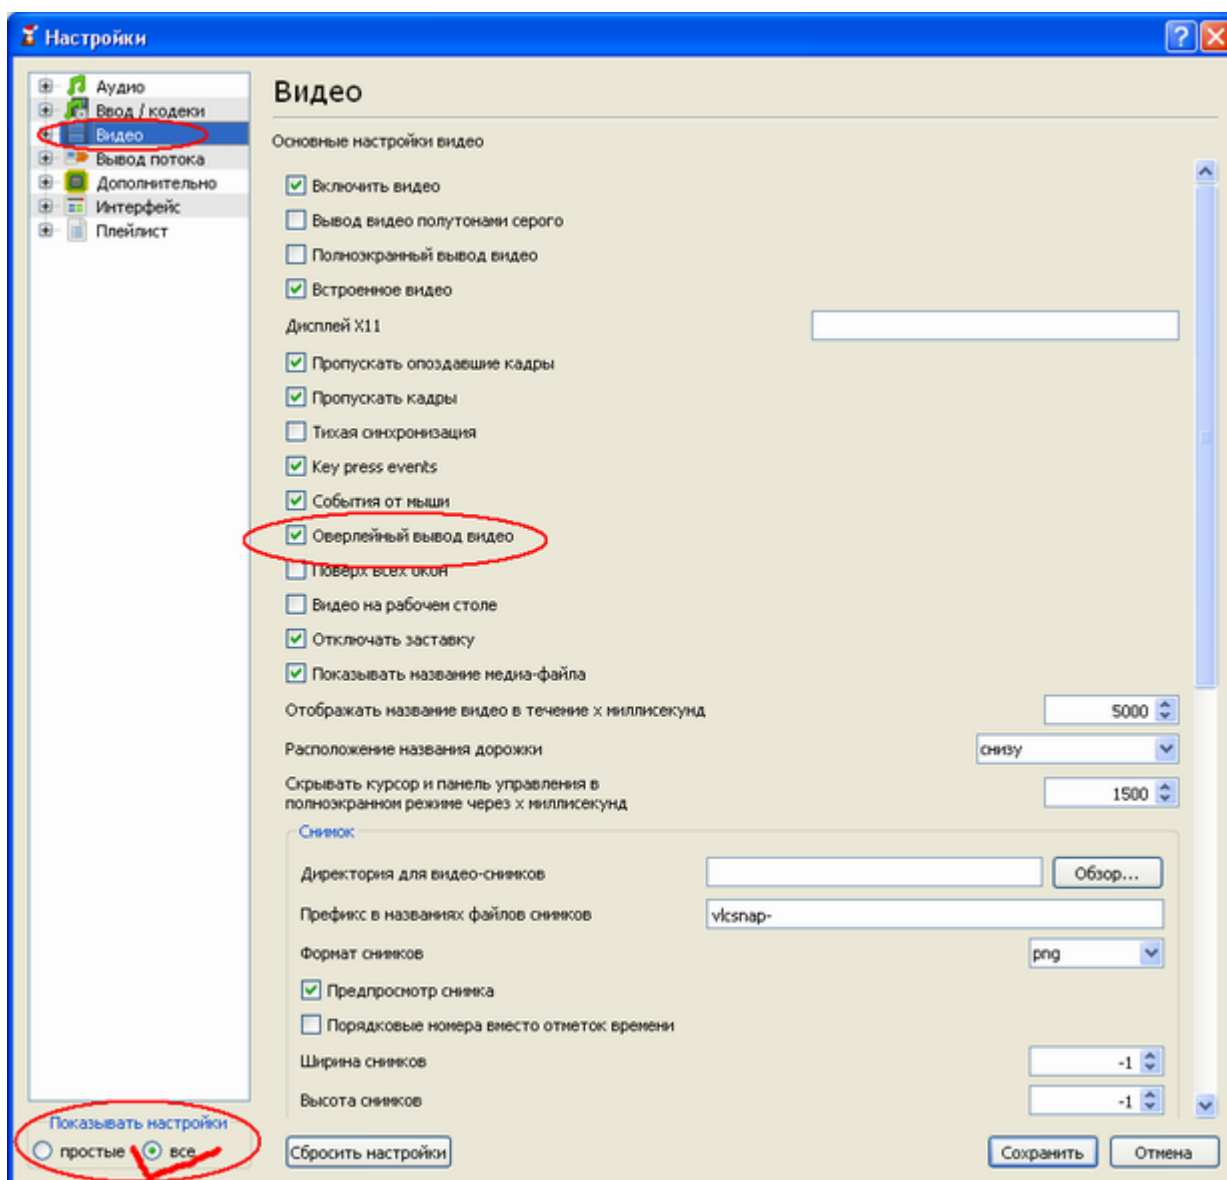 Настройки
Аудио
Ввод / кодеки
Видео
Вывод потока
Дополнительно
Интерфейс
Плейлист
Видео
Основные настройки видео
Включить видео
Вывод видео полутонами серого
Полноэкранный вывод видео
Встроенное видео
Дисплей X11
Пропускать опоздавшие кадры
Пропускать кадры
Тихая синхронизация
Key press events
События от мыши
Оверлейный вывод видео
Поверх всех окон
Видео на рабочем столе
Отключать заставку
Показывать название медиа-файла
Отображать название видео в течение х миллисекунд 5000
Расположение названия дорожки снизу
Скрывать курсор и панель управления в
полноэкранном режиме через х миллисекунд 1500
Снимок
Директория для видео-снимков Обзор...
Префикс в названиях файлов снимков vlcsnap-
Формат снимков png
Предпросмотр снимка
Порядковые номера вместо отметок времени
Ширина снимков -1
Высота снимков -1
Показывать настройки
простые все
Сбросить настройки Сохранить Отмена